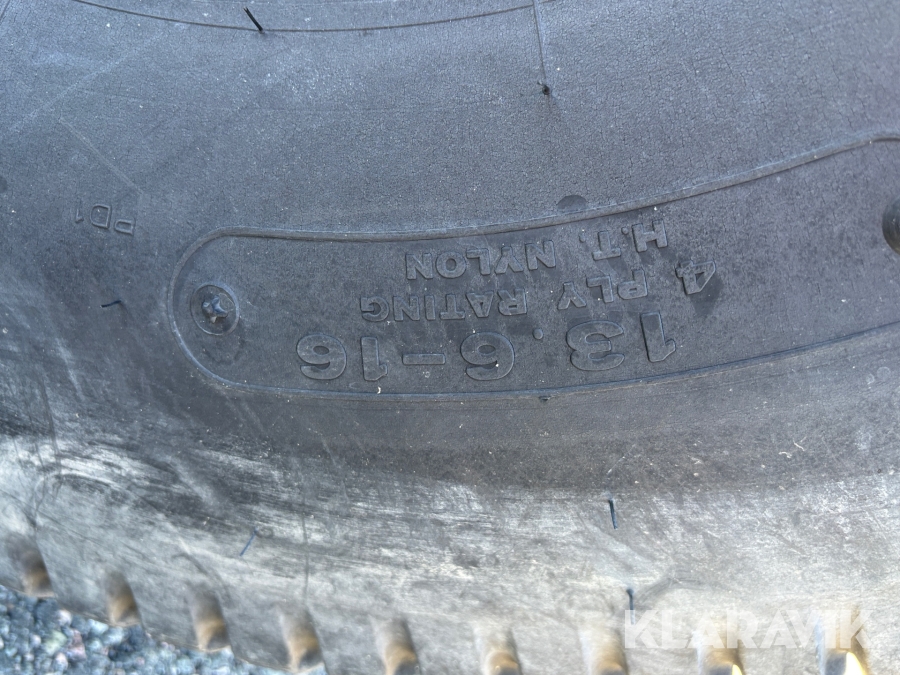 13.6-16
4 PLY RATING
H.T. NYLON
PD1
KLARAVIK